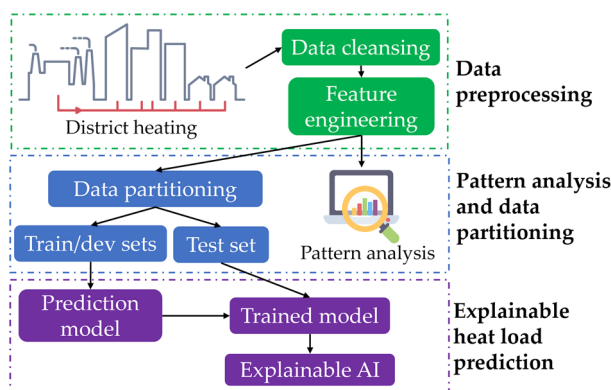 Data cleansing
Data
preprocessing
Feature
engineering
District heating
Data partitioning
Pattern analysis
and data
partitioning
Train/dev sets
Test set
Pattern analysis
Prediction
model
Trained model
Explainable
heat load
prediction
Explainable AI